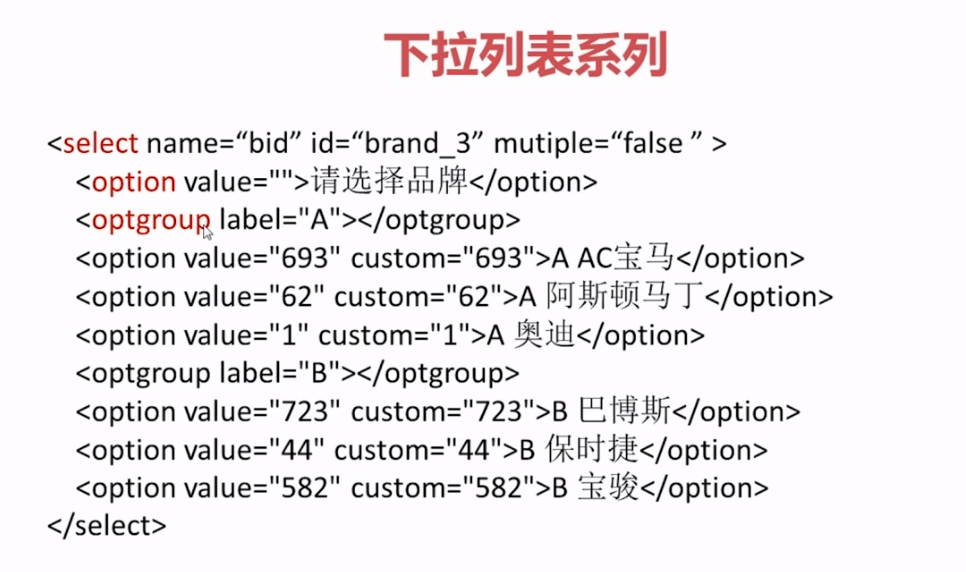 下拉列表系列
<select name=“bid” id=“brand_3” mutiple=“false ” >
<option value="">请选择品牌</option>
<optgroup label="A"></optgroup>
<option value="693" custom="693">A AC宝马</option>
<option value="62" custom="62">A 阿斯顿马丁</option>
<option value="1" custom="1">A 奥迪</option>
<optgroup label="B"></optgroup>
<option value="723" custom="723">B 巴博斯</option>
<option value="44" custom="44">B 保时捷</option>
<option value="582" custom="582">B 宝骏</option>
</select>